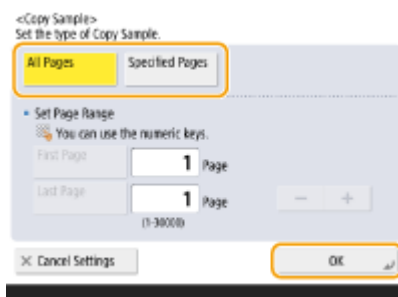 <Copy Sample>
Set the type of Copy Sample.
All Pages Specified Pages
Set Page Range
You can use the numeric keys.
First Page 1 Page
Last Page 1 Page - +
(1-30000)
× Cancel Settings OK